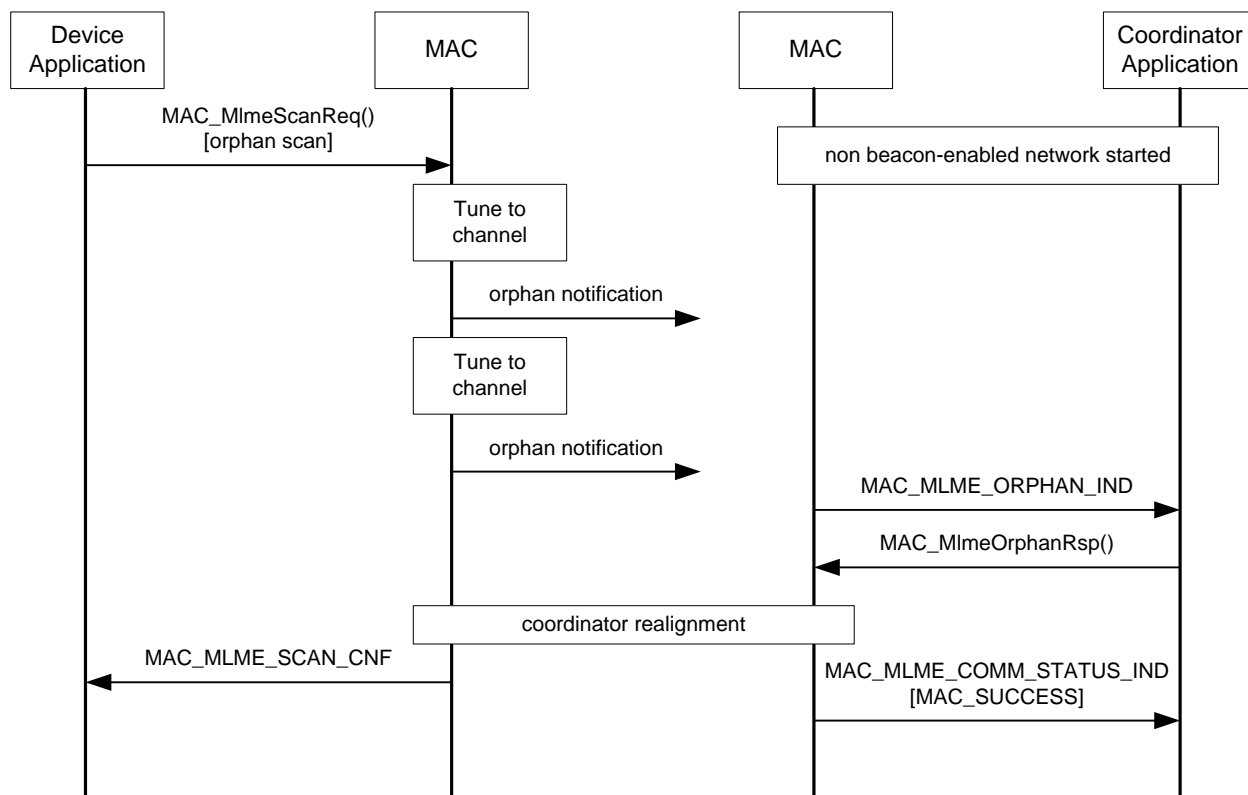 Device
Application
MAC
MAC
Coordinator
Application
MAC_MlmeScanReq()
[orphan scan]
non beacon-enabled network started
Tune to
channel
orphan notification
Tune to
channel
orphan notification
MAC_MLME_ORPHAN_IND
MAC_MlmeOrphanRsp()
coordinator realignment
MAC_MLME_SCAN_CNF
MAC_MLME_COMM_STATUS_IND
[MAC_SUCCESS]